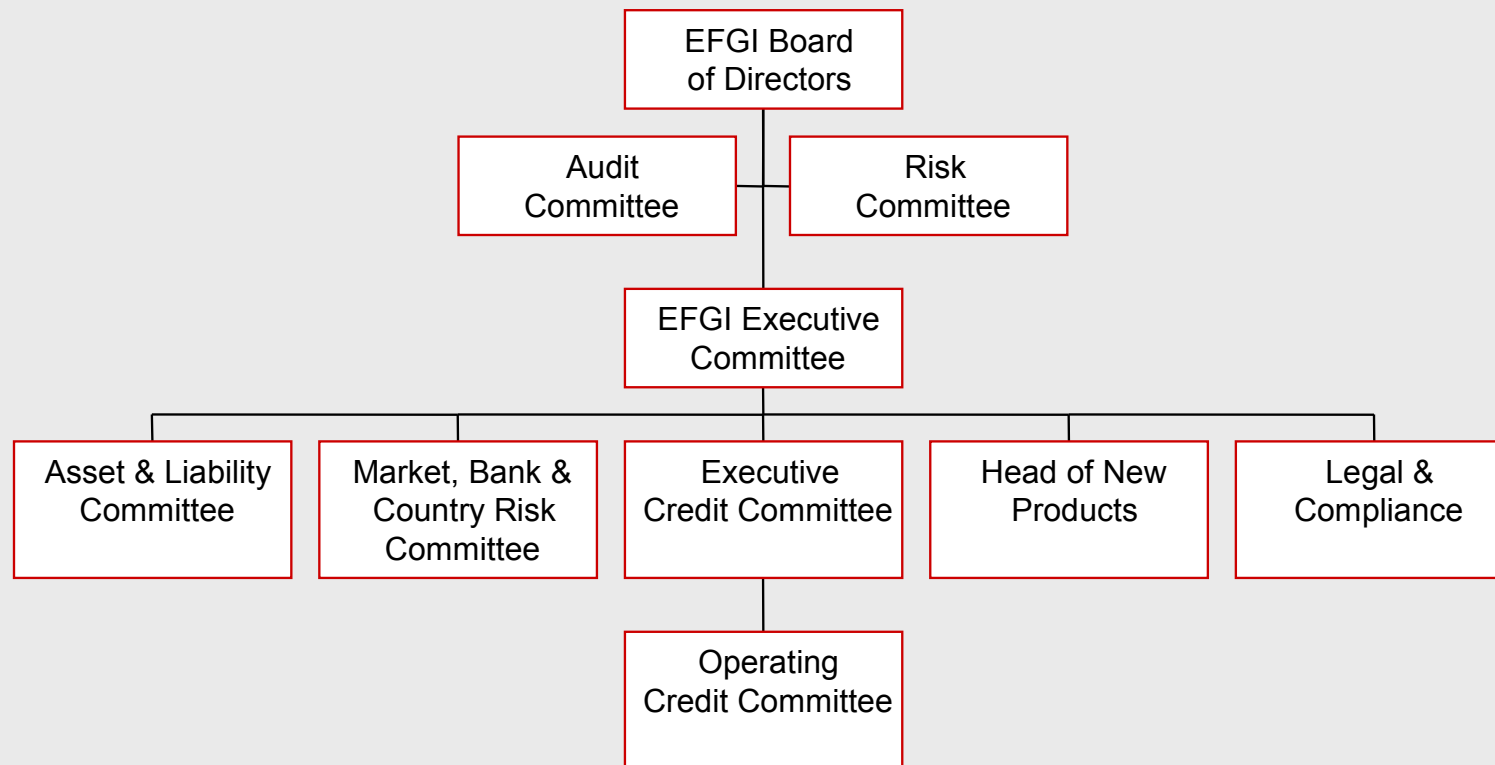 EFGI Board
of Directors
Audit
Committee
Risk
Committee
EFGI Executive
Committee
Asset & Liability
Committee
Market, Bank &
Country Risk
Committee
Executive
Credit Committee
Head of New
Products
Legal &
Compliance
Operating
Credit Committee